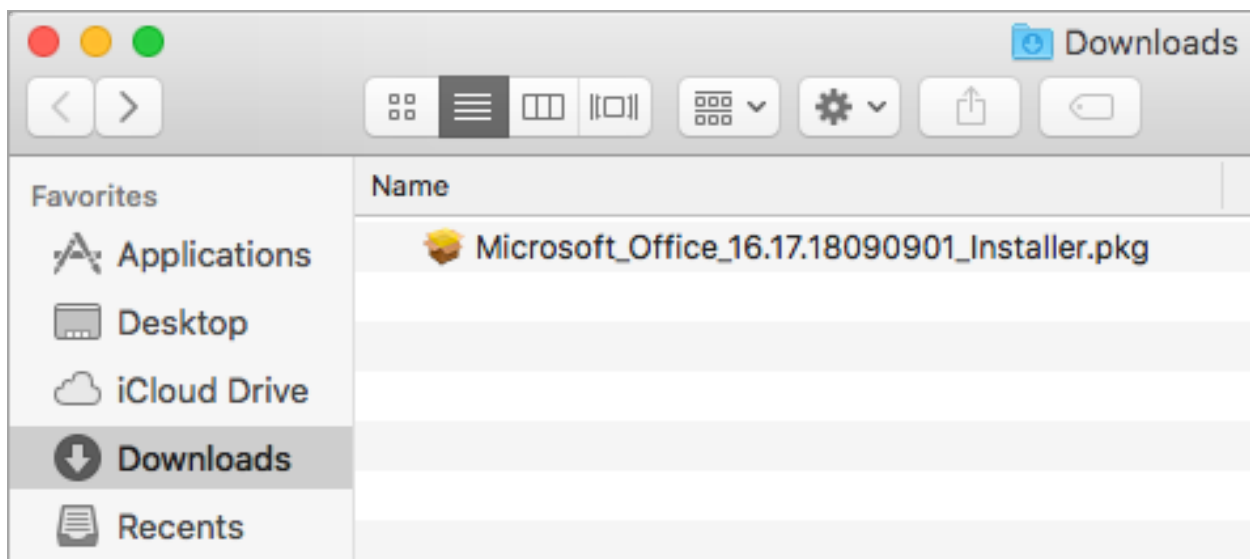 Downloads
Favorites
Applications
Desktop
iCloud Drive
Downloads
Recents
Name
Microsoft_Office_16.17.18090901_Installer.pkg